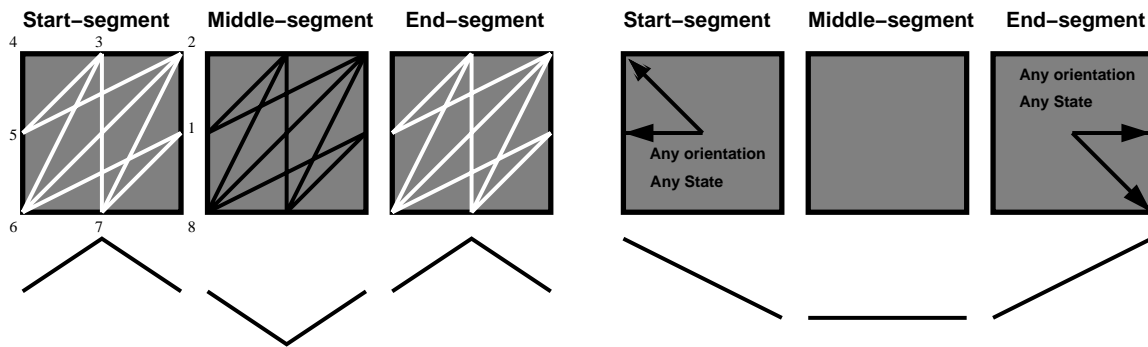 Start–segment Middle–segment End–segment Start–segment Middle–segment End–segment
4 3 2
Any orientation
Any State
5 1
Any orientation
Any State
6 7 8